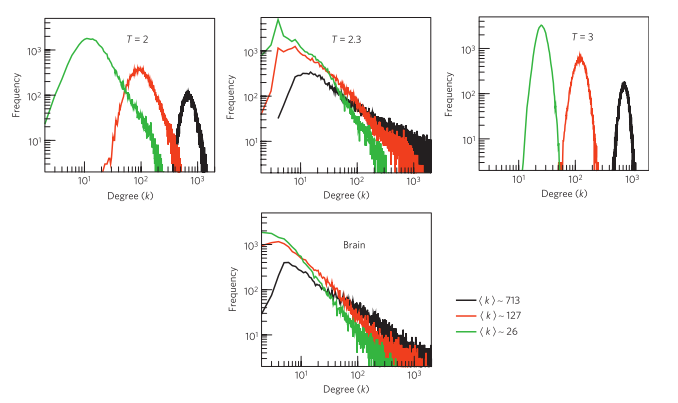 T = 2
Frequency
10³
10²
10¹
10¹ 10² 10³
Degree (k)
T = 2.3
Frequency
10³
10²
10¹
10¹ 10² 10³
Degree (k)
T = 3
Frequency
10³
10²
10¹
10¹ 10² 10³
Degree (k)
Brain
Frequency
10³
10²
10¹
10¹ 10² 10³
Degree (k)
⟨k⟩~ 713
⟨k⟩~ 127
⟨k⟩~ 26